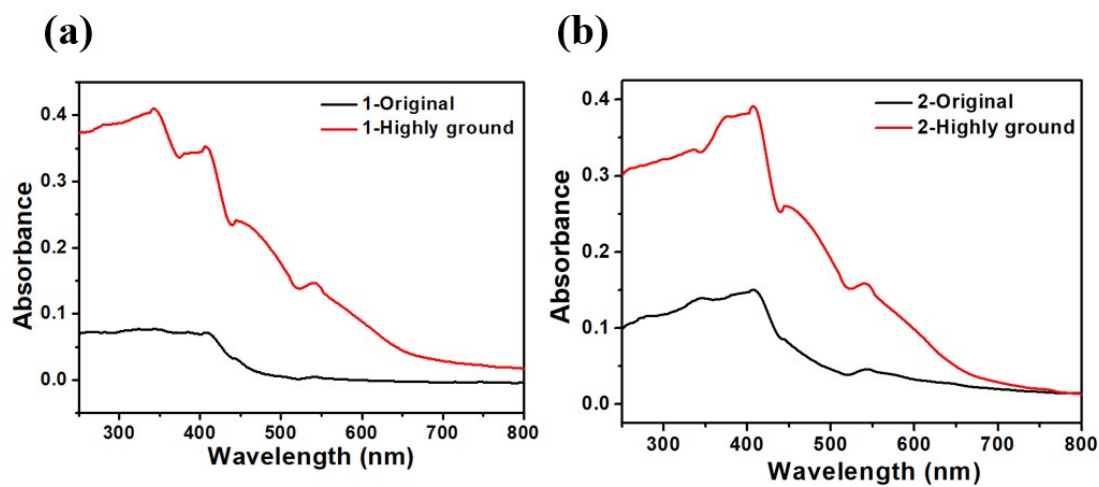 (a)
(b)
1-Original
1-Highly ground
0.4
0.3
0.2
0.1
0.0
Absorbance
300 400 500 600 700 800
Wavelength (nm)
2-Original
2-Highly ground
0.4
0.3
0.2
0.1
0.0
Absorbance
300 400 500 600 700 800
Wavelength (nm)